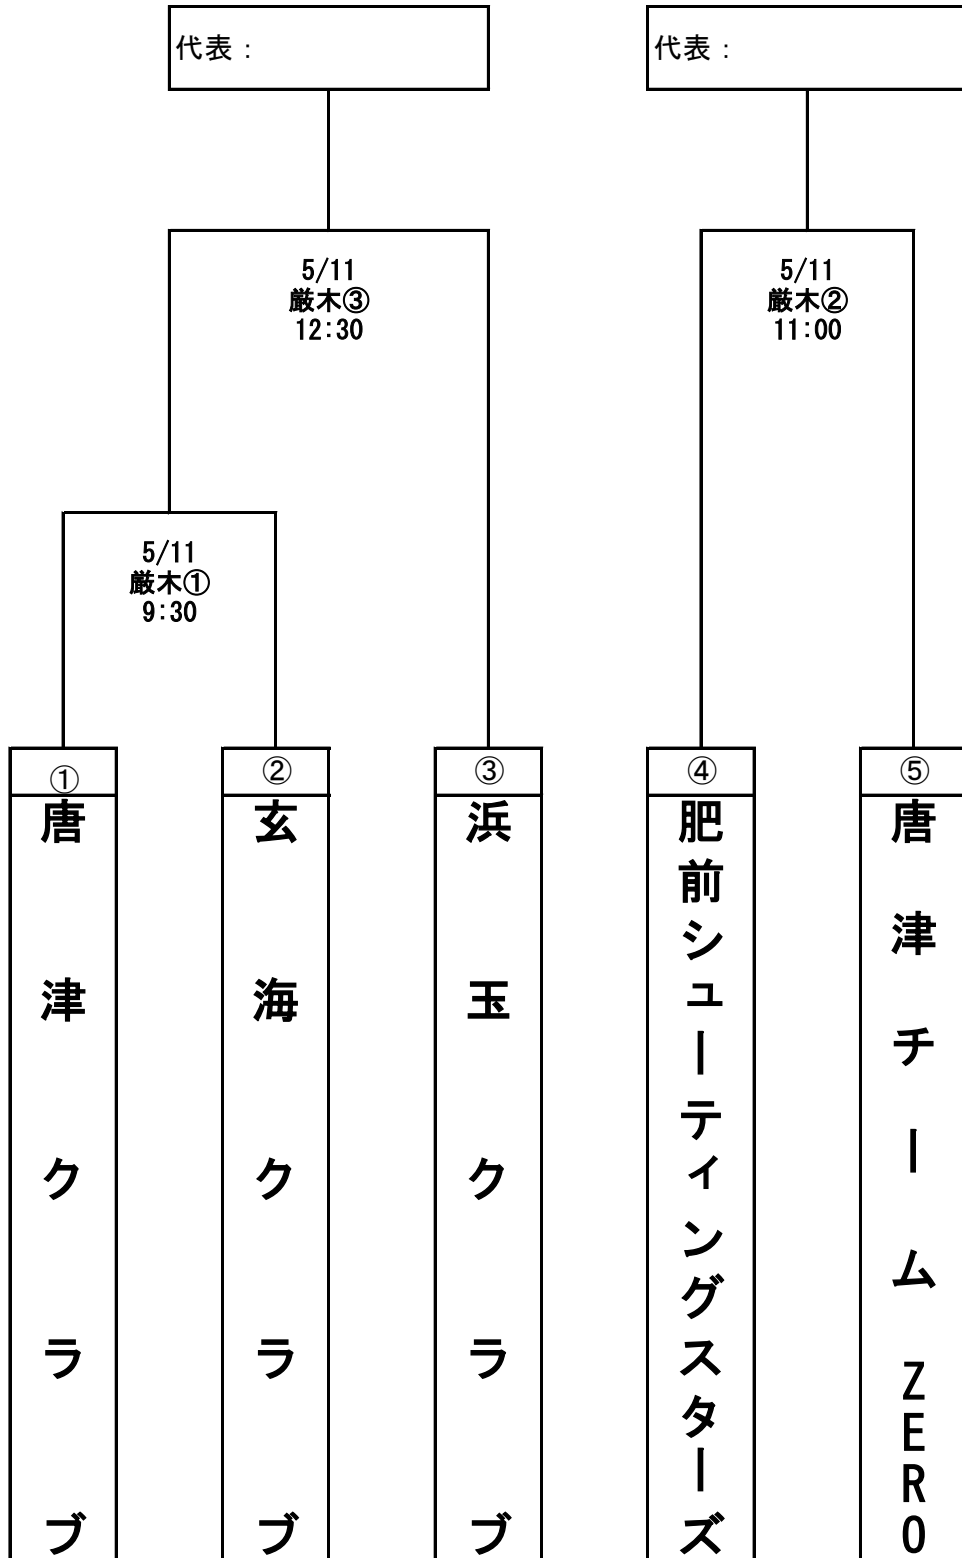 代表：
代表：
5/11
厳木③
12:30
5/11
厳木②
11:00
5/11
厳木①
9:30
①
唐津クラブ
②
玄海クラブ
③
浜玉クラブ
④
肥前シューティングスターズ
⑤
唐津チームZERO